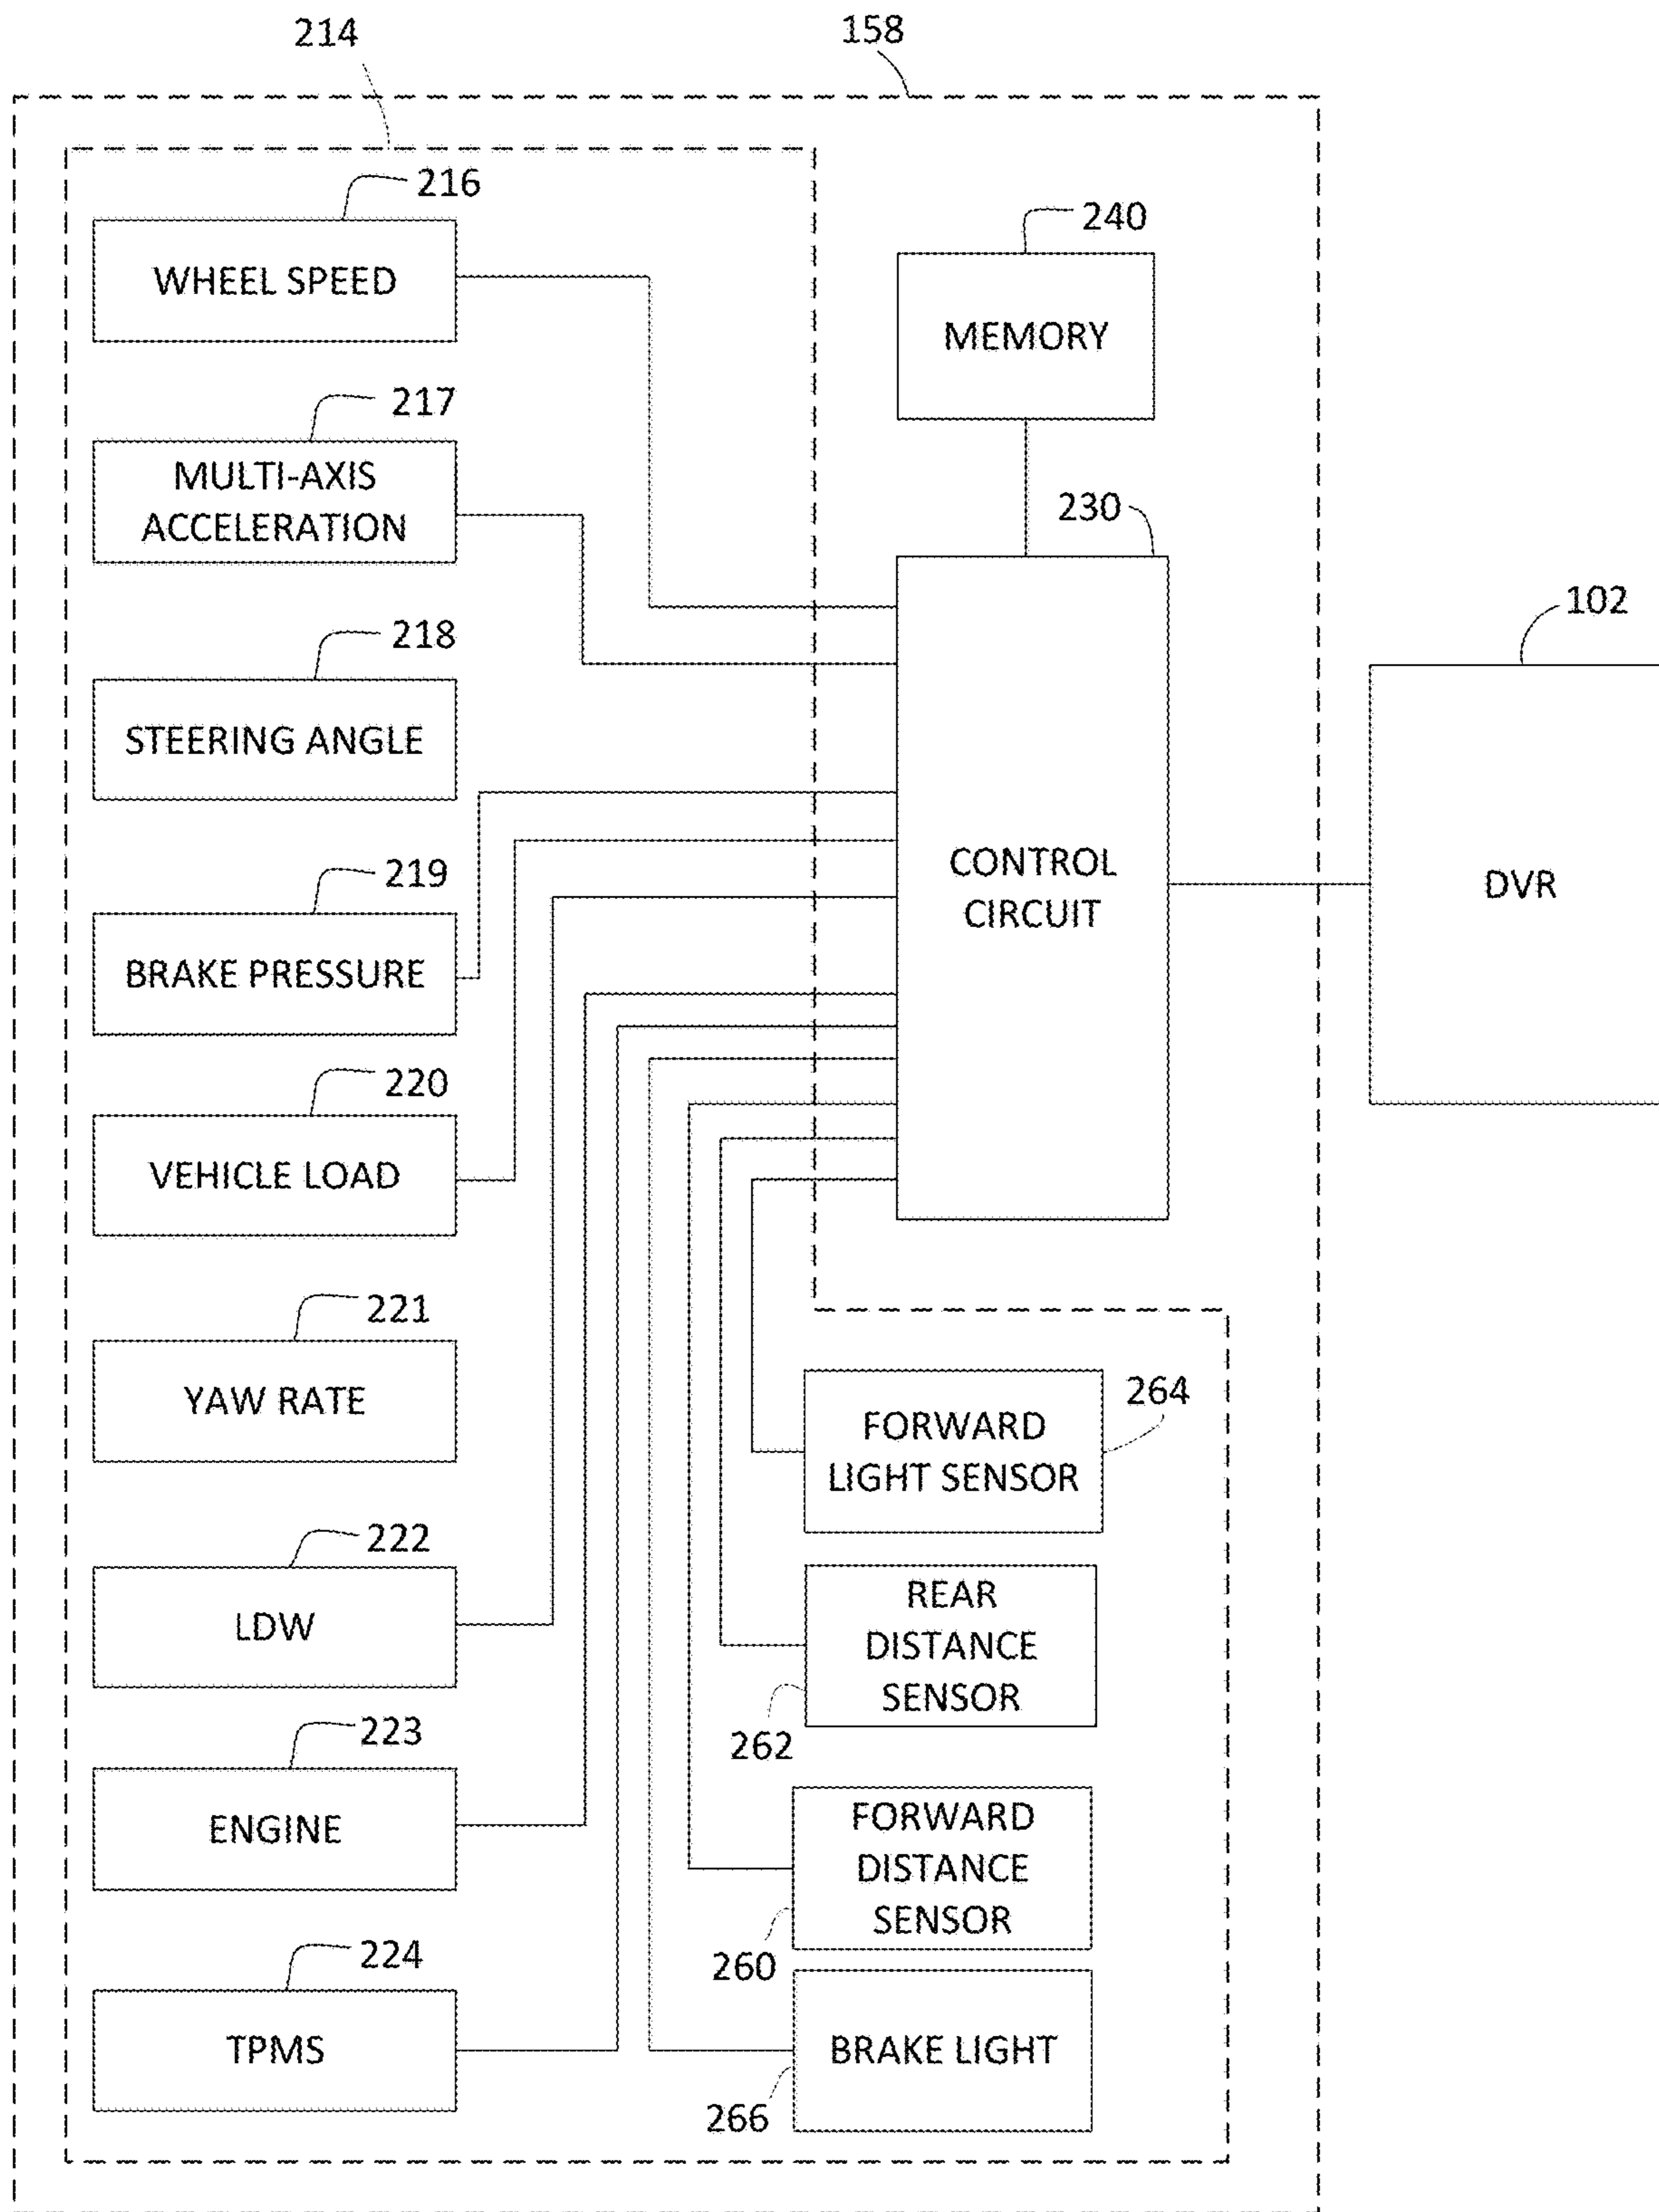 214
158
216
WHEEL SPEED
240
MEMORY
217
MULTI-AXIS
ACCELERATION
230
218
STEERING ANGLE
102
CONTROL
CIRCUIT
DVR
219
BRAKE PRESSURE
220
VEHICLE LOAD
221
YAW RATE
264
FORWARD
LIGHT SENSOR
222
LDW
REAR
DISTANCE
SENSOR
262
223
ENGINE
FORWARD
DISTANCE
SENSOR
260
224
TPMS
BRAKE LIGHT
266